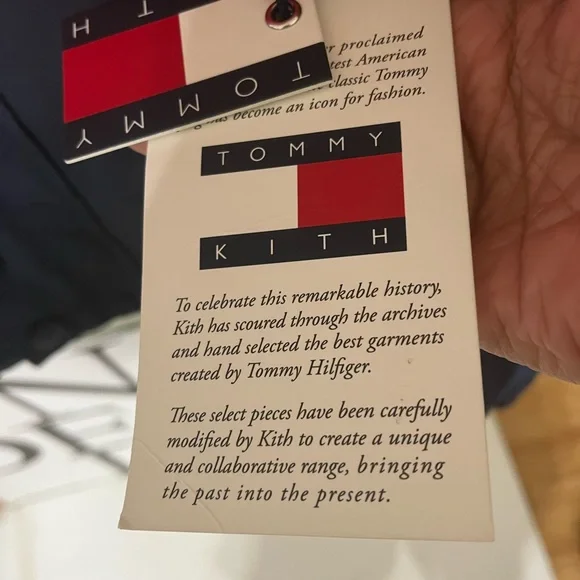 TOMMY
KITH
proclaimed
American
classic Tommy
has become an icon for fashion.
TOMMY
KITH
To celebrate this remarkable history,
Kith has scoured through the archives
and hand selected the best garments
created by Tommy Hilfiger.
These select pieces have been carefully
modified by Kith to create a unique
and collaborative range, bringing
the past into the present.